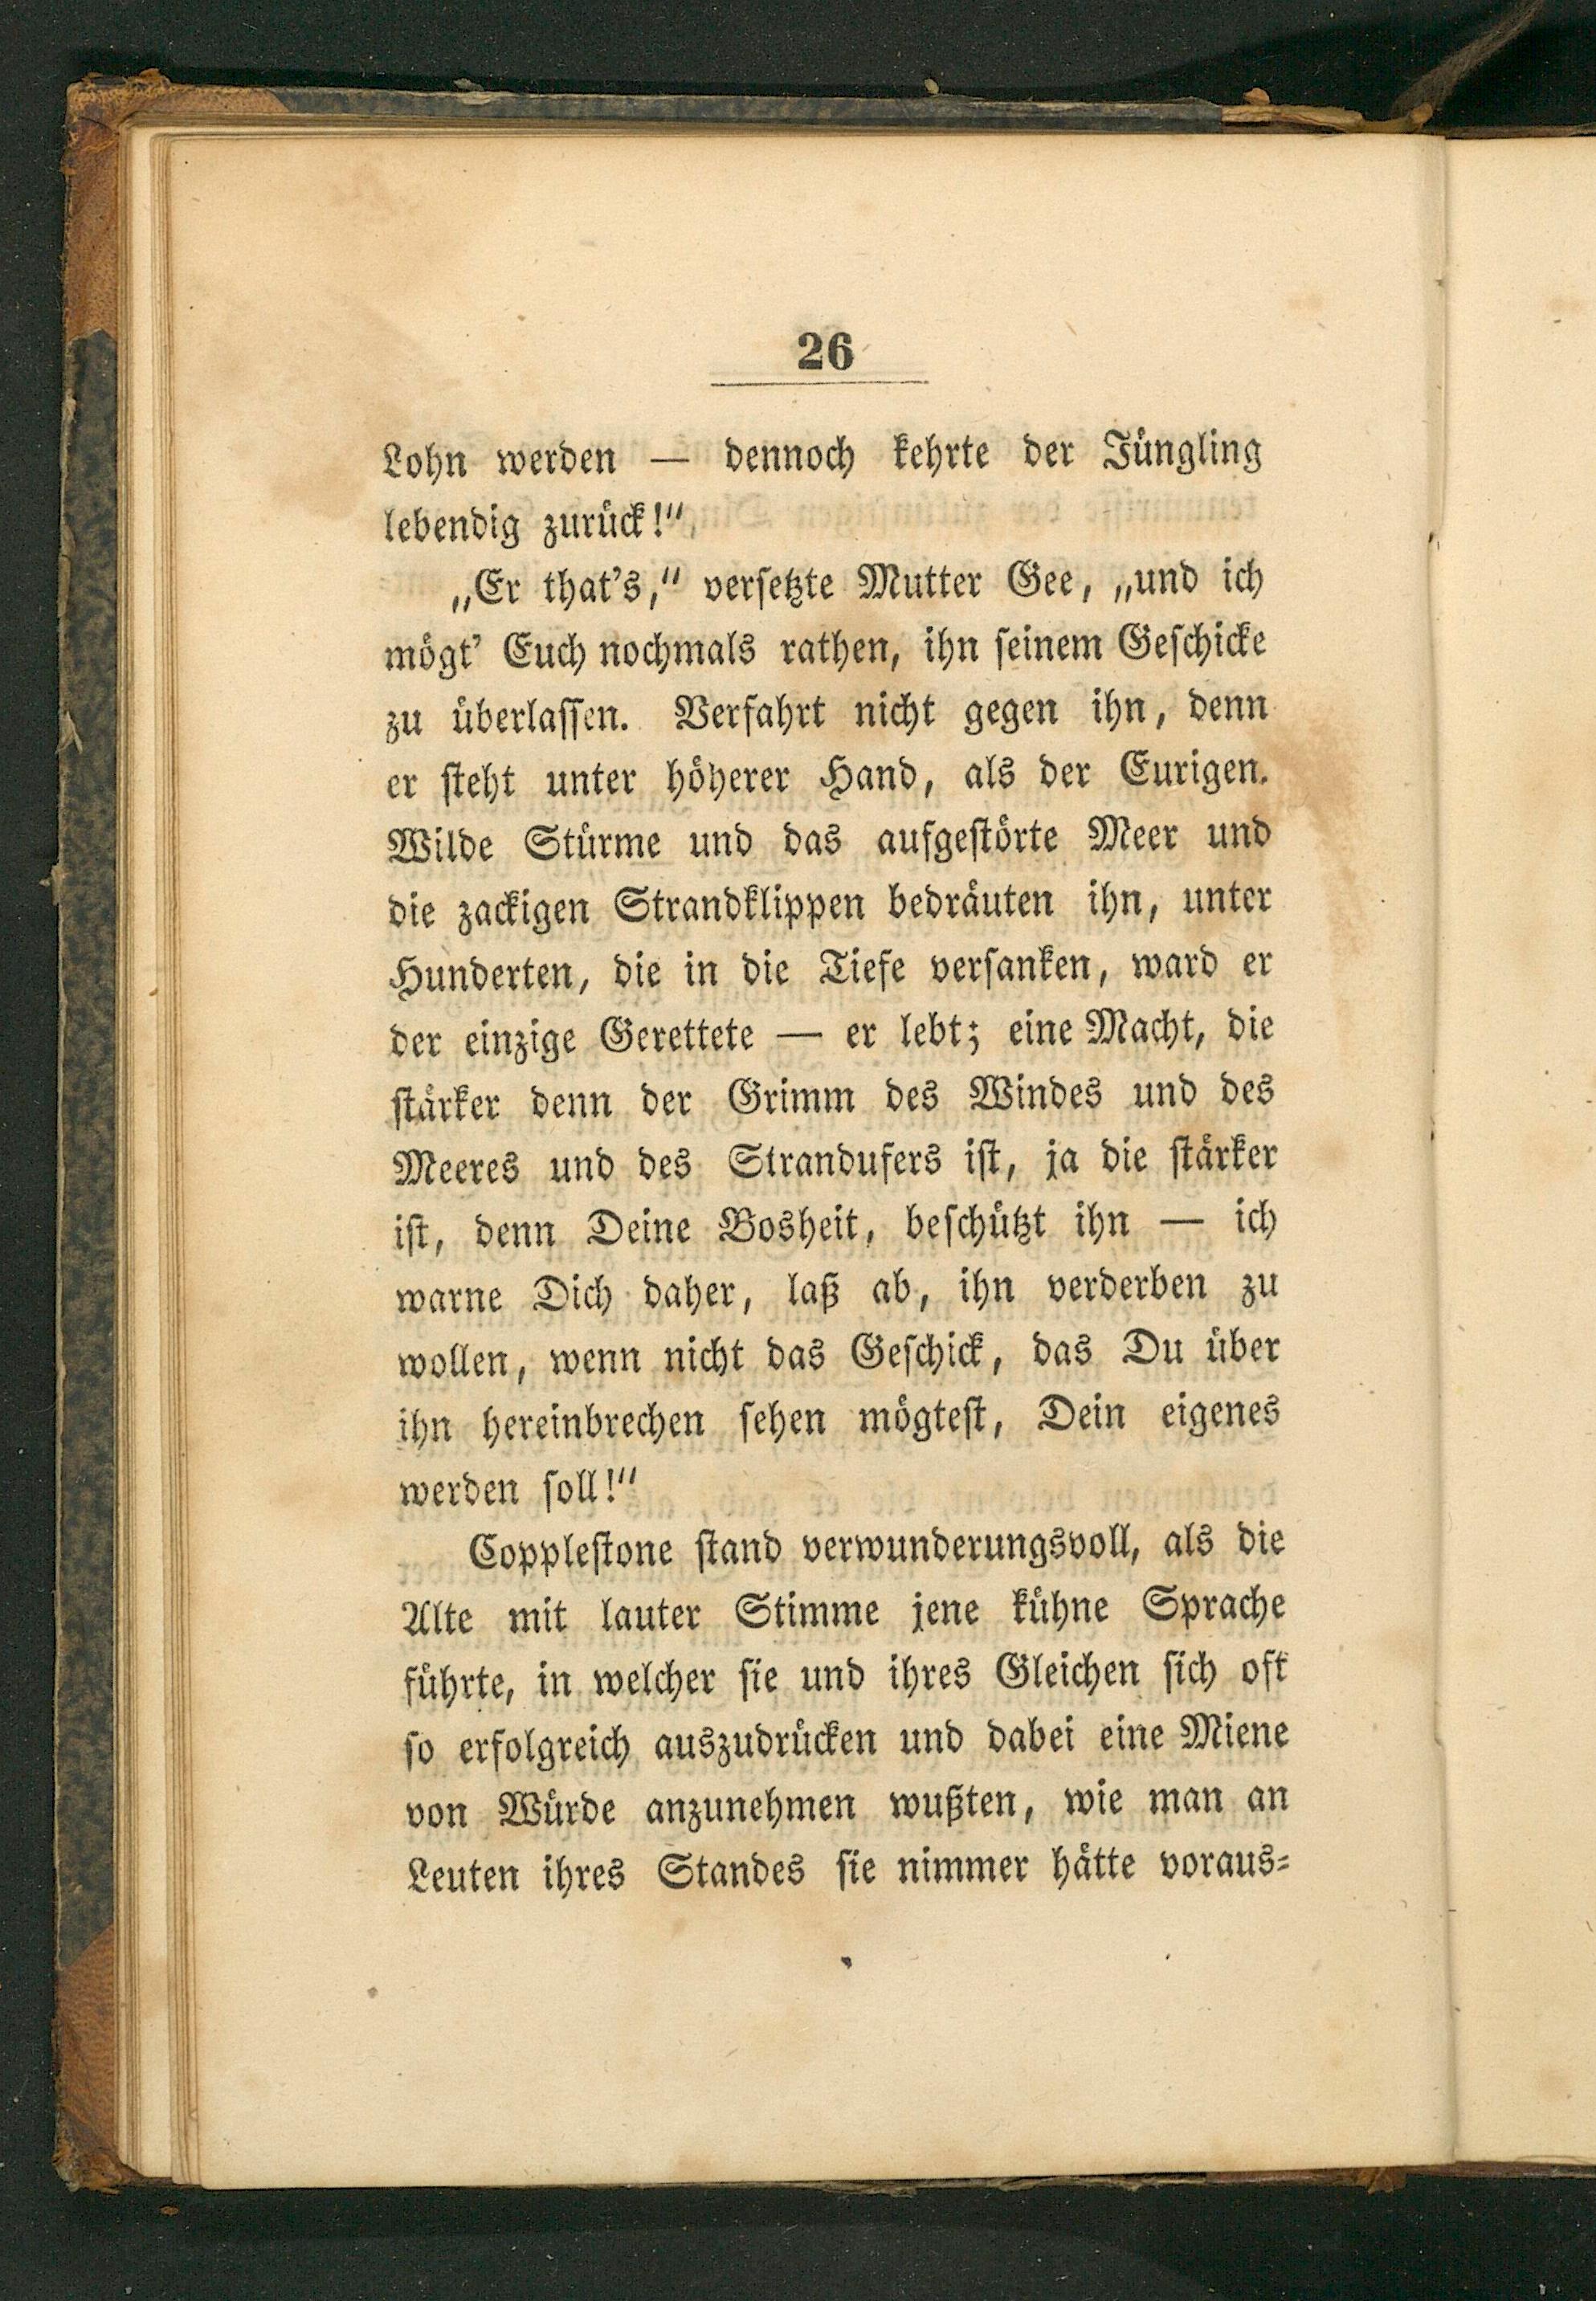 26
Lohn werden — dennoch kehrte der Jüngling
lebendig zurück!“
„Er that's,“ versetzte Mutter Gee, „und ich
mögt' Euch nochmals rathen, ihn seinem Geschicke
zu überlassen. Verfahrt nicht gegen ihn, denn
er steht unter höherer Hand, als der Eurigen.
Wilde Stürme und das aufgestörte Meer und
die zackigen Strandklippen bedräuten ihn, unter
Hunderten, die in die Tiefe versanken, ward er
der einzige Gerettete — er lebt; eine Macht, die
stärker denn der Grimm des Windes und des
Meeres und des Strandufers ist, ja die stärker
ist, denn Deine Bosheit, beschützt ihn — ich
warne Dich daher, laß ab, ihn verderben zu
wollen, wenn nicht das Geschick, das Du über
ihn hereinbrechen sehen mögtest, Dein eigenes
werden soll!“
Copplestone stand verwunderungsvoll, als die
Alte mit lauter Stimme jene kühne Sprache
führte, in welcher sie und ihres Gleichen sich oft
so erfolgreich auszudrücken und dabei eine Miene
von Würde anzunehmen wußten, wie man an
Leuten ihres Standes sie nimmer hätte voraus-